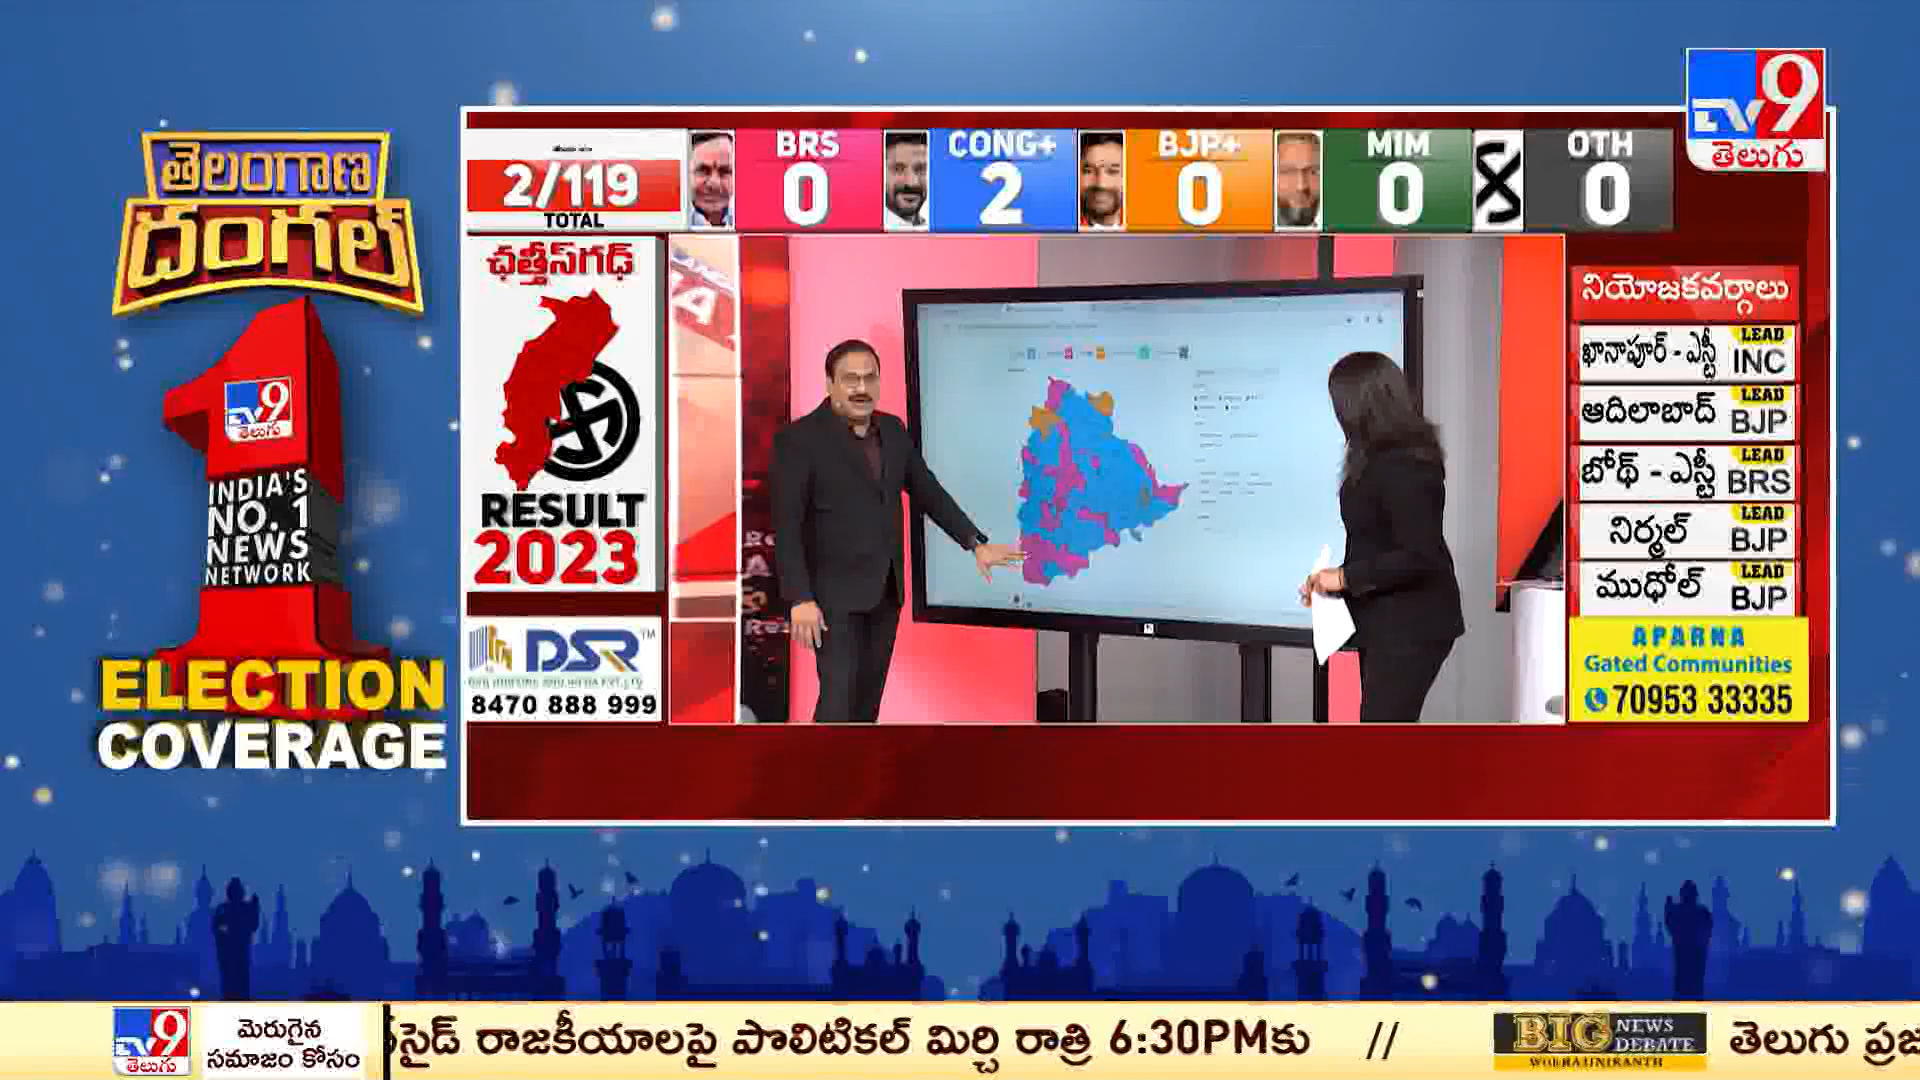 తెలంగాణ
దంగల్
TV9
తెలుగు
INDIA'S
NO. 1
NEWS
NETWORK
ELECTION
COVERAGE
2/119
TOTAL
BRS
0
CONG+
2
BJP+
0
MIM
0
OTH
0
TV9
తెలుగు
ఛత్తీస్‌గఢ్
RESULT
2023
DSR™
8470 888 999
నియోజకవర్గాలు
ఖానాపూర్ - ఎస్టీ LEAD INC
ఆదిలాబాద్ LEAD BJP
బోథ్ - ఎస్టీ LEAD BRS
నిర్మల్ LEAD BJP
ముధోల్ LEAD BJP
APARNA
Gated Communities
70953 33335
TV9
తెలుగు
మెరుగైన
సమాజం కోసం
సైడ్ రాజకీయాలపై పొలిటికల్ మిర్చి రాత్రి 6:30PMకు // BIG NEWS DEBATE తెలుగు